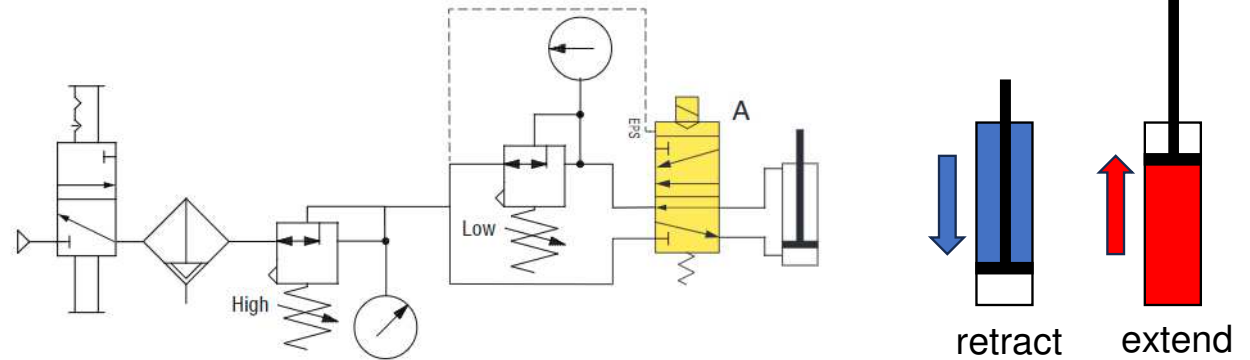 EPS
A
Low
High
retract
extend